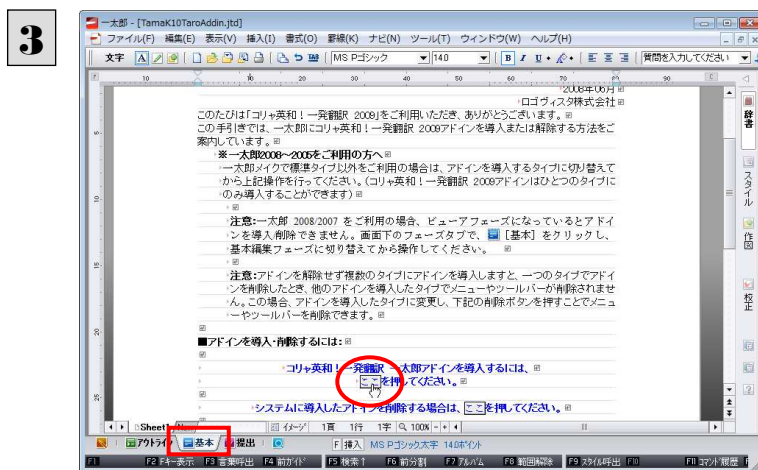 3
一太郎 - [TamaK10TaroAddin.jtd]
ファイル(F) 編集(E) 表示(V) 挿入(I) 書式(O) 罫線(K) ナビ(N) ツール(T) ウィンドウ(W) ヘルプ(H)
文字 MS Pゴシック 14.0 B I U 質問を入力してください
10 10 20 30 40 50 60 70 90
2008年06月
ロゴヴィスタ株式会社
このたびは「コリャ英和!一発翻訳 2009」をご利用いただき、ありがとうございます。
この手引きでは、一太郎にコリャ英和!一発翻訳 2009アドインを導入または解除する方法をご
案内しています。
※一太郎2008~2005をご利用の方へ
一太郎メイクで標準タイプ以外をご利用の場合は、アドインを導入するタイプに切り替えて
から上記操作を行ってください。(コリャ英和!一発翻訳 2009アドインはひとつのタイプに
のみ導入することができます)
注意:一太郎 2008/2007 をご利用の場合、ビューアフェーズになっているとアドイ
ンを導入/削除できません。画面下のフェーズタブで、 [基本] をクリックし、
基本編集フェーズに切り替えてから操作してください。
注意:アドインを解除せず複数のタイプにアドインを導入しますと、一つのタイプでアドイ
ンを削除したとき、他のアドインを導入したタイプでメニューやツールバーが削除されませ
ん。この場合、アドインを導入したタイプに変更し、下記の削除ボタンを押すことでメニュ
ーやツールバーを削除できます。
■アドインを導入・削除するには:
コリャ英和!一発翻訳 一太郎アドインを導入するには、
ここを押してください。
システムに導入したアドインを削除する場合は、ここを押してください。
辞書
スタイル
作図
校正
Sheet1 イメージ 1頁 1行 1字 100%
アウトライン 基本 提出 挿入 MS Pゴシック太字 14.0ポイント
F1 F2 Fキー表示 F3 言葉呼出 F4 前ガイド F5 検索↑ F6 前分割 F7 アルバム F8 範囲解除 F9 スタイル呼出 F10 F11 コマンド履歴